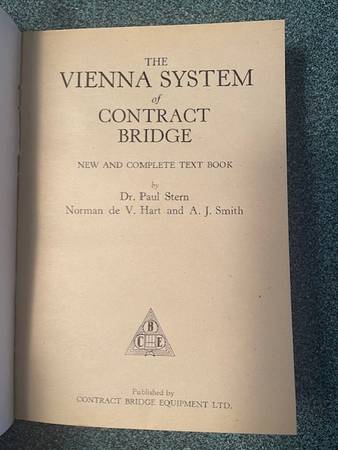 THE
VIENNA SYSTEM
of
CONTRACT
BRIDGE
NEW AND COMPLETE TEXT BOOK
by
Dr. Paul Stern
Norman de V. Hart and A. J. Smith
B
C E
Published by
CONTRACT BRIDGE EQUIPMENT LTD.